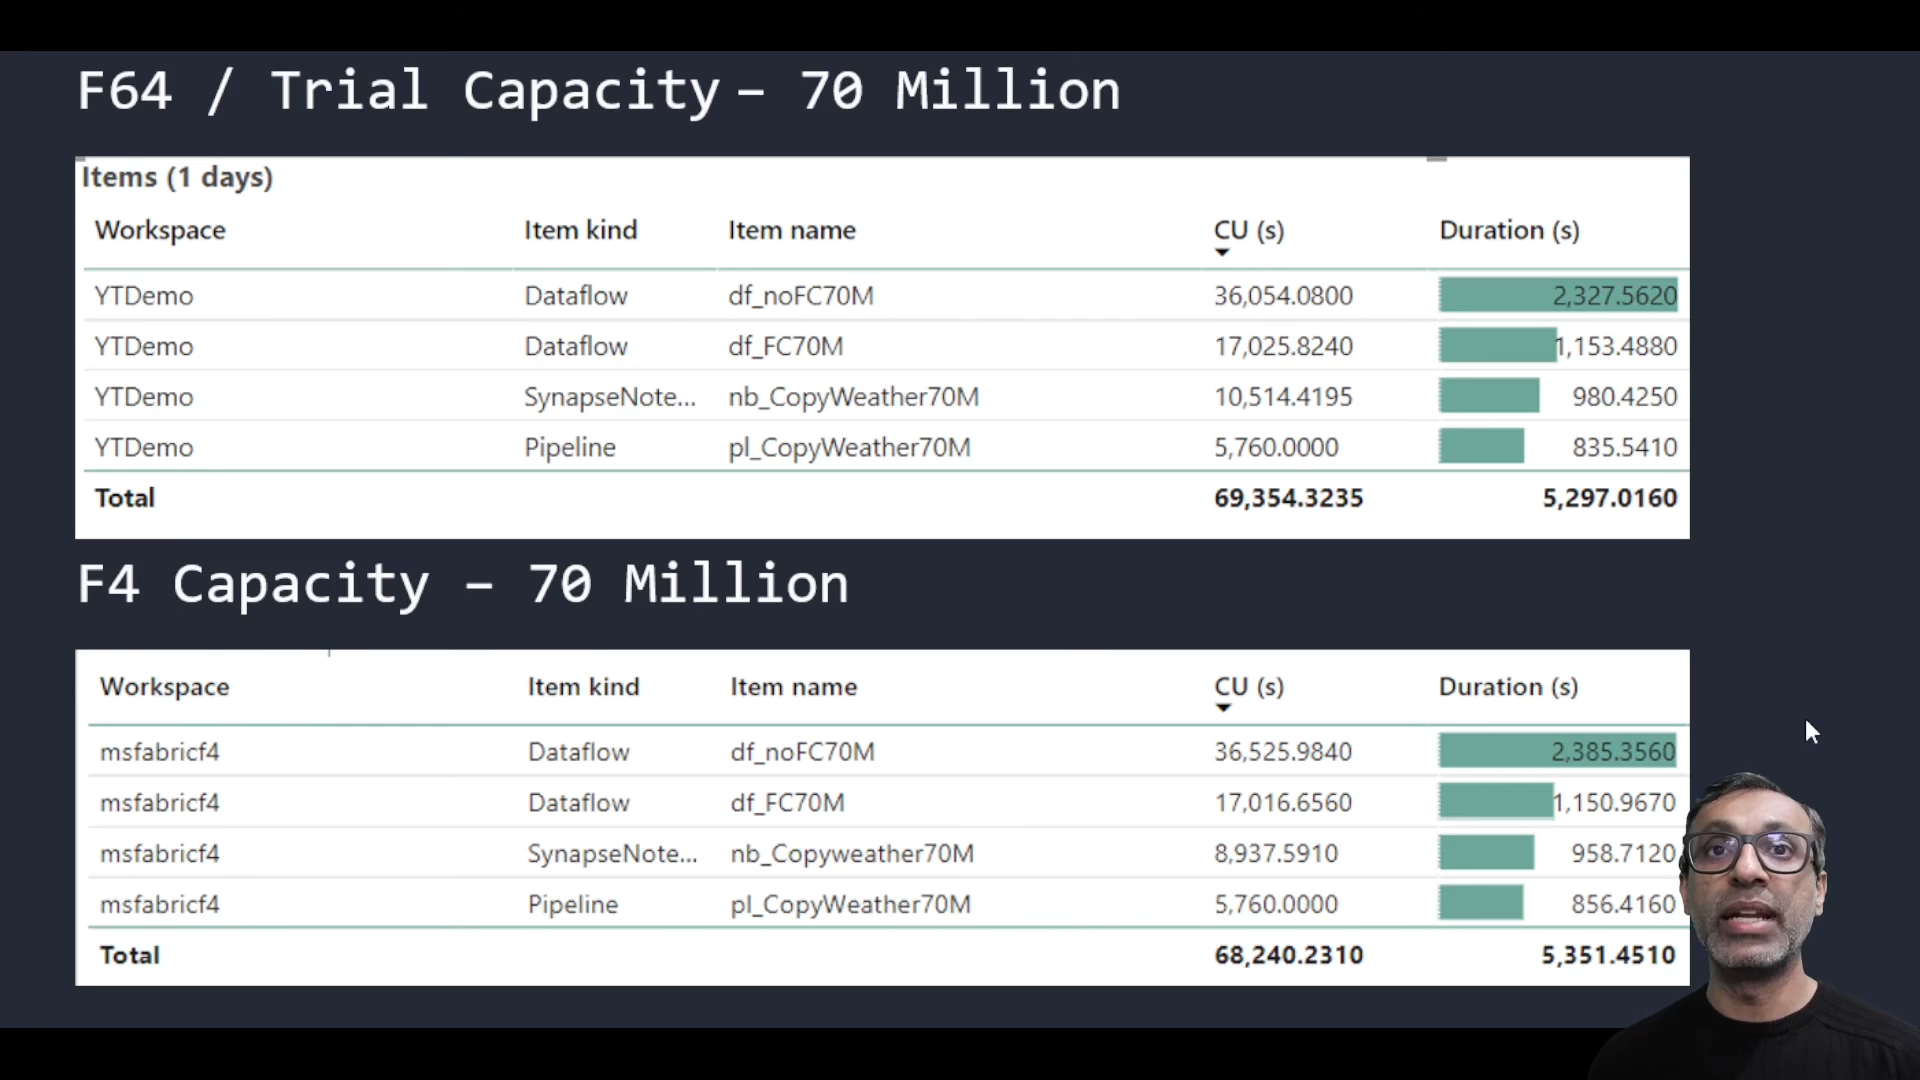 F64 / Trial Capacity – 70 Million
Items (1 days)
Workspace Item kind Item name CU (s) Duration (s)
YTDemo Dataflow df_noFC70M 36,054.0800 2,327.5620
YTDemo Dataflow df_FC70M 17,025.8240 1,153.4880
YTDemo SynapseNote... nb_CopyWeather70M 10,514.4195 980.4250
YTDemo Pipeline pl_CopyWeather70M 5,760.0000 835.5410
Total 69,354.3235 5,297.0160
F4 Capacity – 70 Million
Workspace Item kind Item name CU (s) Duration (s)
msfabricf4 Dataflow df_noFC70M 36,525.9840 2,385.3560
msfabricf4 Dataflow df_FC70M 17,016.6560 1,150.9670
msfabricf4 SynapseNote... nb_Copyweather70M 8,937.5910 958.7120
msfabricf4 Pipeline pl_CopyWeather70M 5,760.0000 856.4160
Total 68,240.2310 5,351.4510